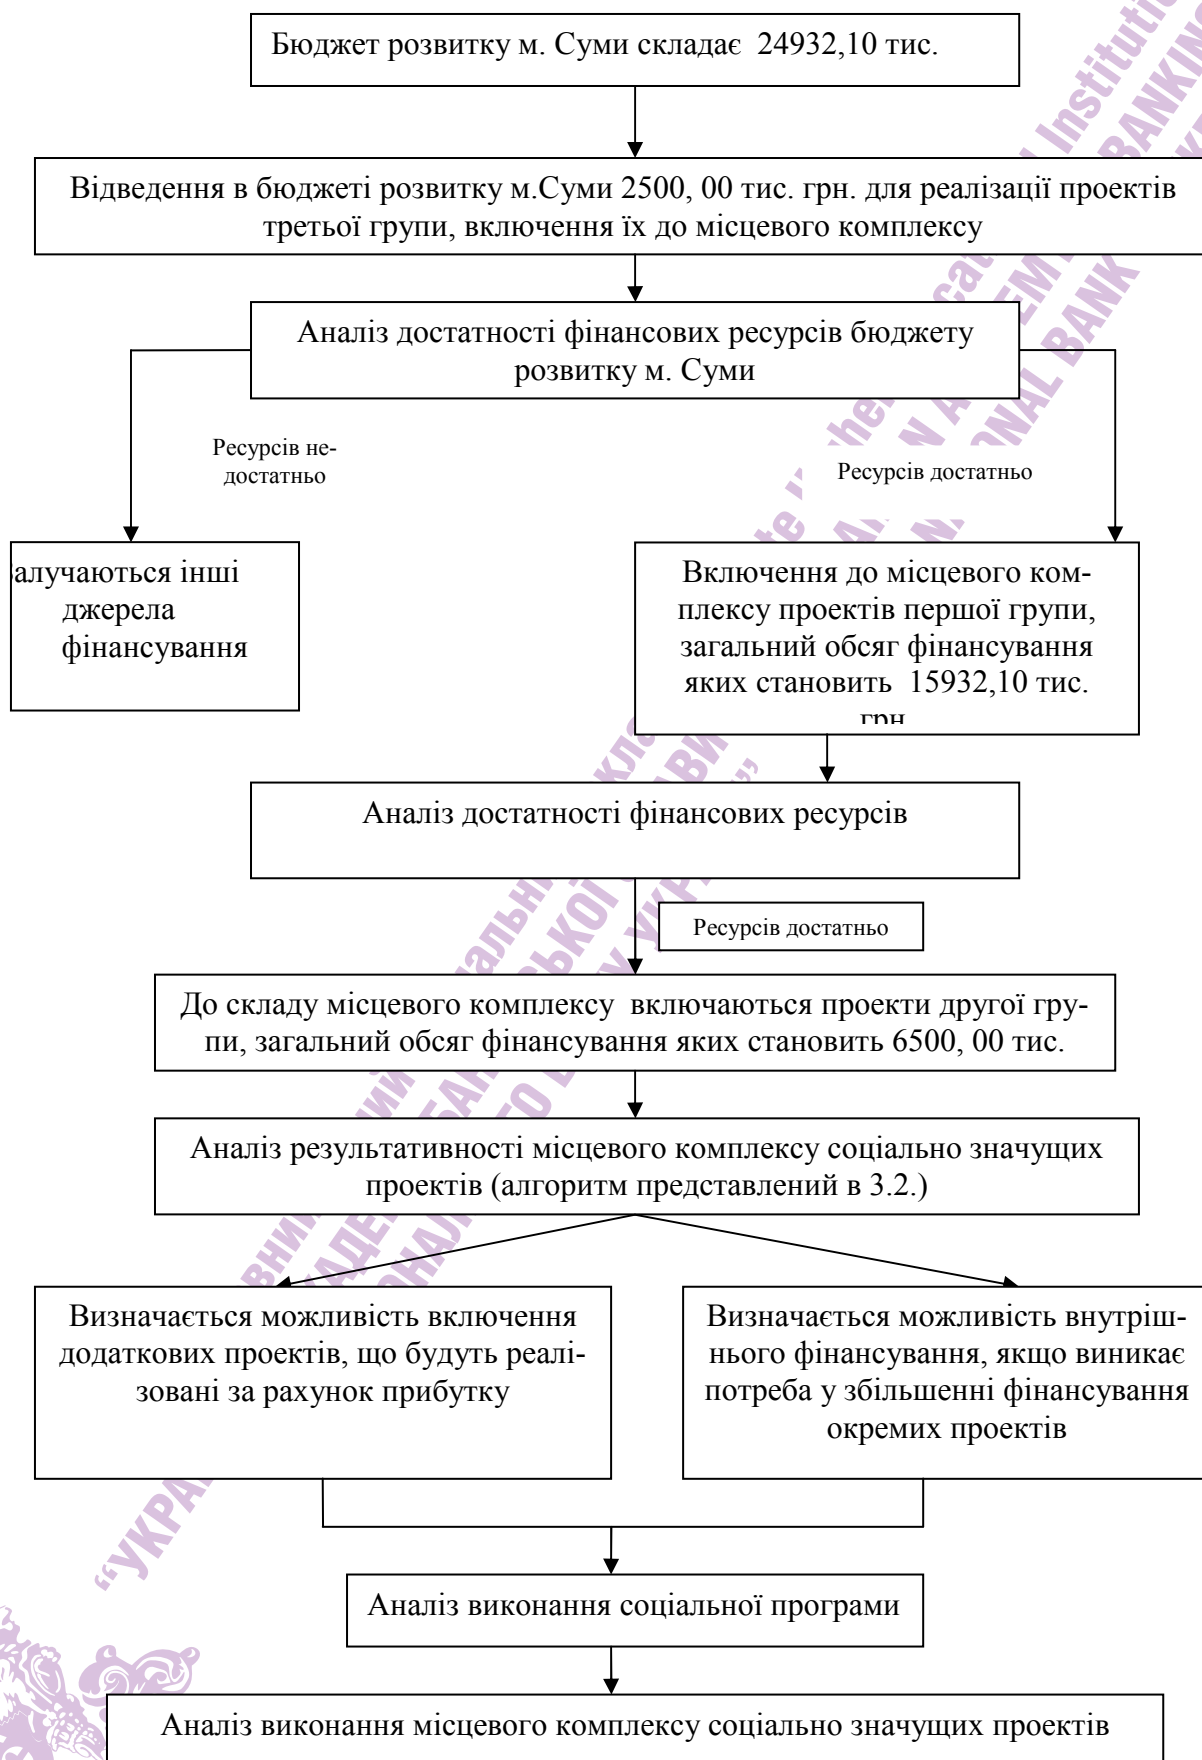 Бюджет розвитку м. Суми складає 24932,10 тис.
Відведення в бюджеті розвитку м.Суми 2500, 00 тис. грн. для реалізації проектів
третьої групи, включення їх до місцевого комплексу
Аналіз достатності фінансових ресурсів бюджету
розвитку м. Суми
Ресурсів не-
достатньо
Ресурсів достатньо
алучаються інші
джерела
фінансування
Включення до місцевого ком-
плексу проектів першої групи,
загальний обсяг фінансування
яких становить 15932,10 тис.
грн
Аналіз достатності фінансових ресурсів
Ресурсів достатньо
До складу місцевого комплексу включаються проекти другої гру-
пи, загальний обсяг фінансування яких становить 6500, 00 тис.
Аналіз результативності місцевого комплексу соціально значущих
проектів (алгоритм представлений в 3.2.)
Визначається можливість включення
додаткових проектів, що будуть реалі-
зовані за рахунок прибутку
Визначається можливість внутріш-
нього фінансування, якщо виникає
потреба у збільшенні фінансування
окремих проектів
Аналіз виконання соціальної програми
Аналіз виконання місцевого комплексу соціально значущих проектів